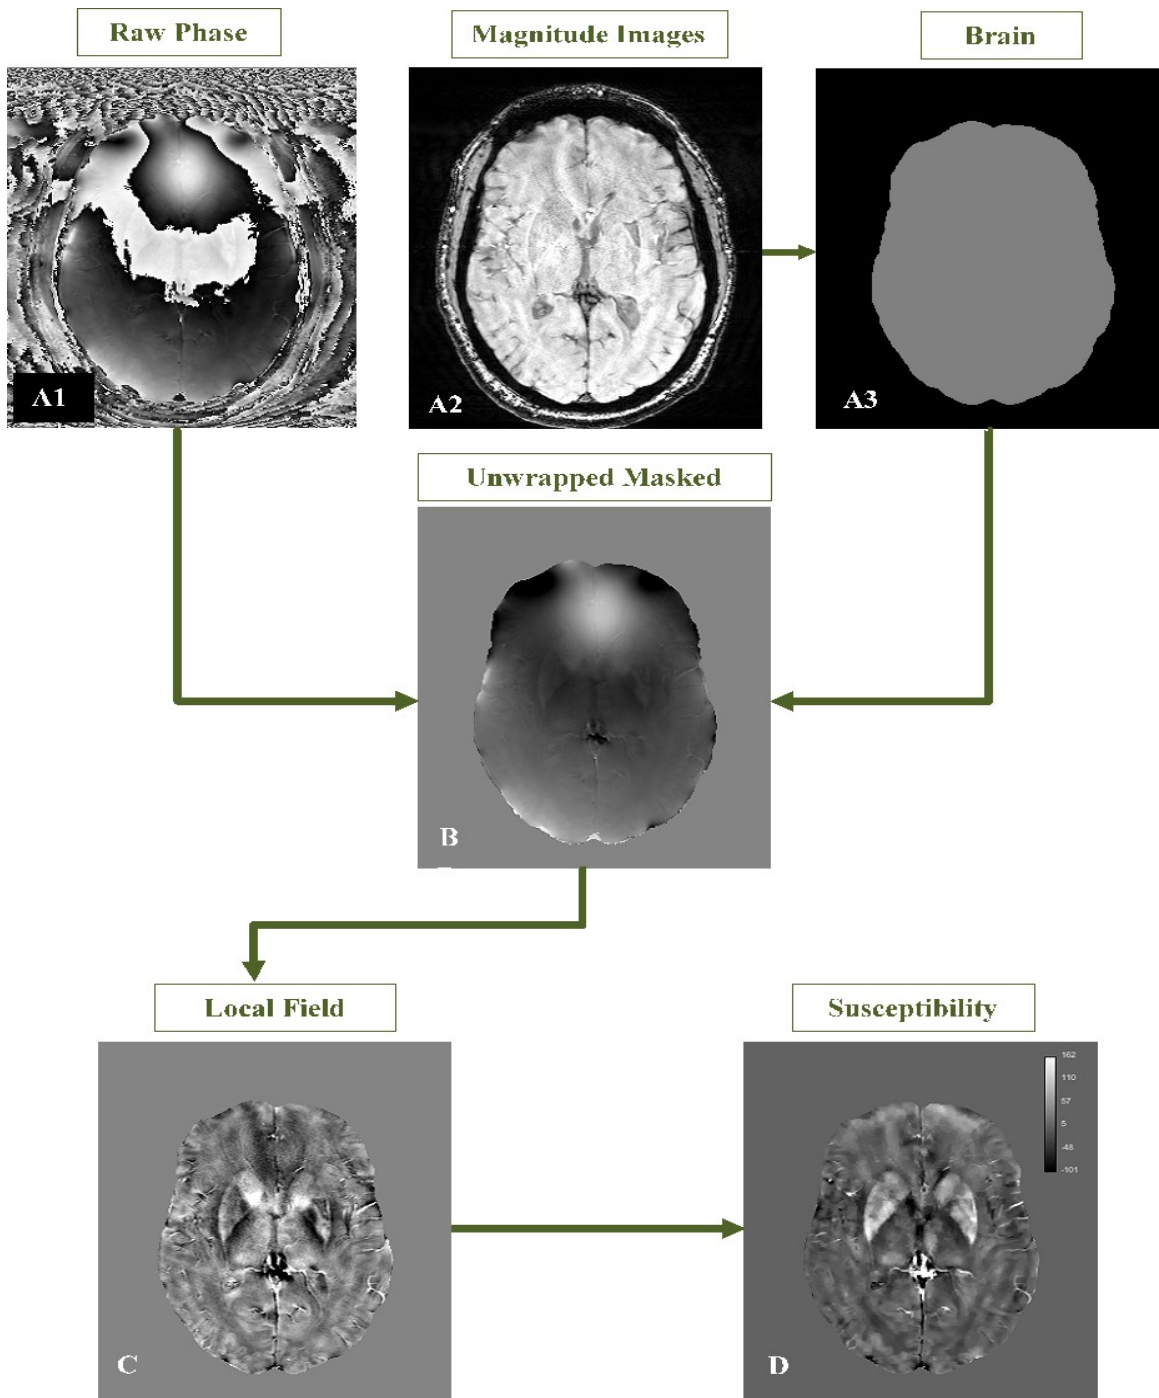 Raw Phase
Magnitude Images
Brain
A1
A2
A3
Unwrapped Masked
B
Local Field
Susceptibility
162
110
57
5
-48
-101
C
D